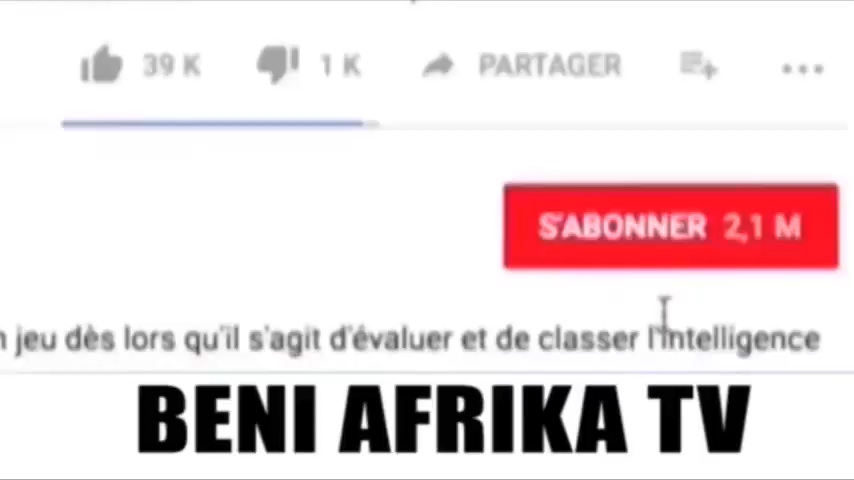 39 K 1 K PARTAGER
S'ABONNER 2,1 M
jeu dès lors qu'il s'agit d'évaluer et de classer l'intelligence
BENI AFRIKA TV